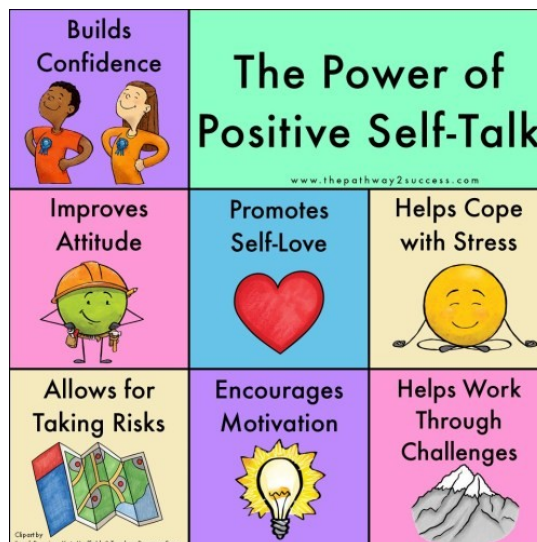 Builds
Confidence
The Power of
Positive Self-Talk
www.thepathway2success.com
Improves
Attitude
Promotes
Self-Love
Helps Cope
with Stress
Allows for
Taking Risks
Encourages
Motivation
Helps Work
Through
Challenges
Clipart by